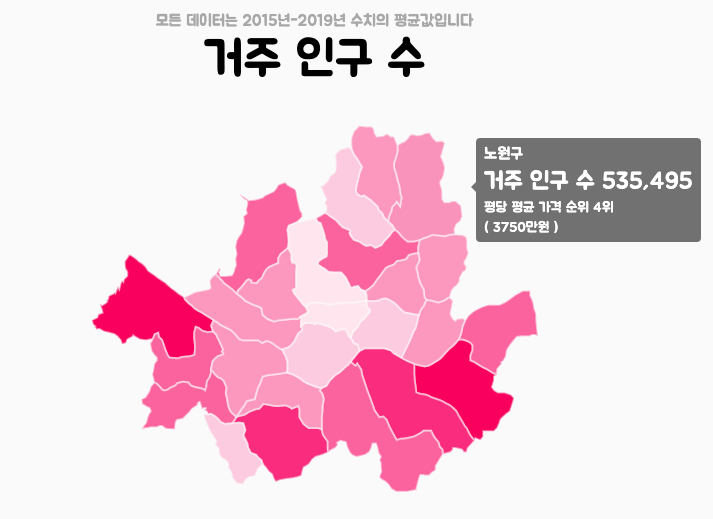 모든 데이터는 2015년-2019년 수치의 평균값입니다
거주 인구 수
노원구
거주 인구 수 535,495
평당 평균 가격 순위 4위
( 3750만원 )